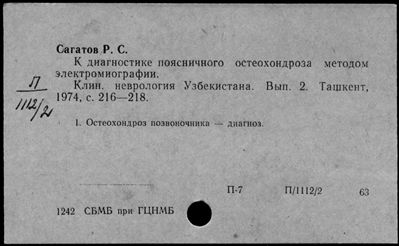 Сагатов Р. С.
К диагностике поясничного остеохондроза методом
электромиографии.
Клин. неврология Узбекистана. Вып. 2. Ташкент,
1974, с. 216—218.
П
1112/2
1. Остеохондроз позвоночника — диагноз.
П-7 П/1112/2 63
1242 СБМБ при ГЦНМБ